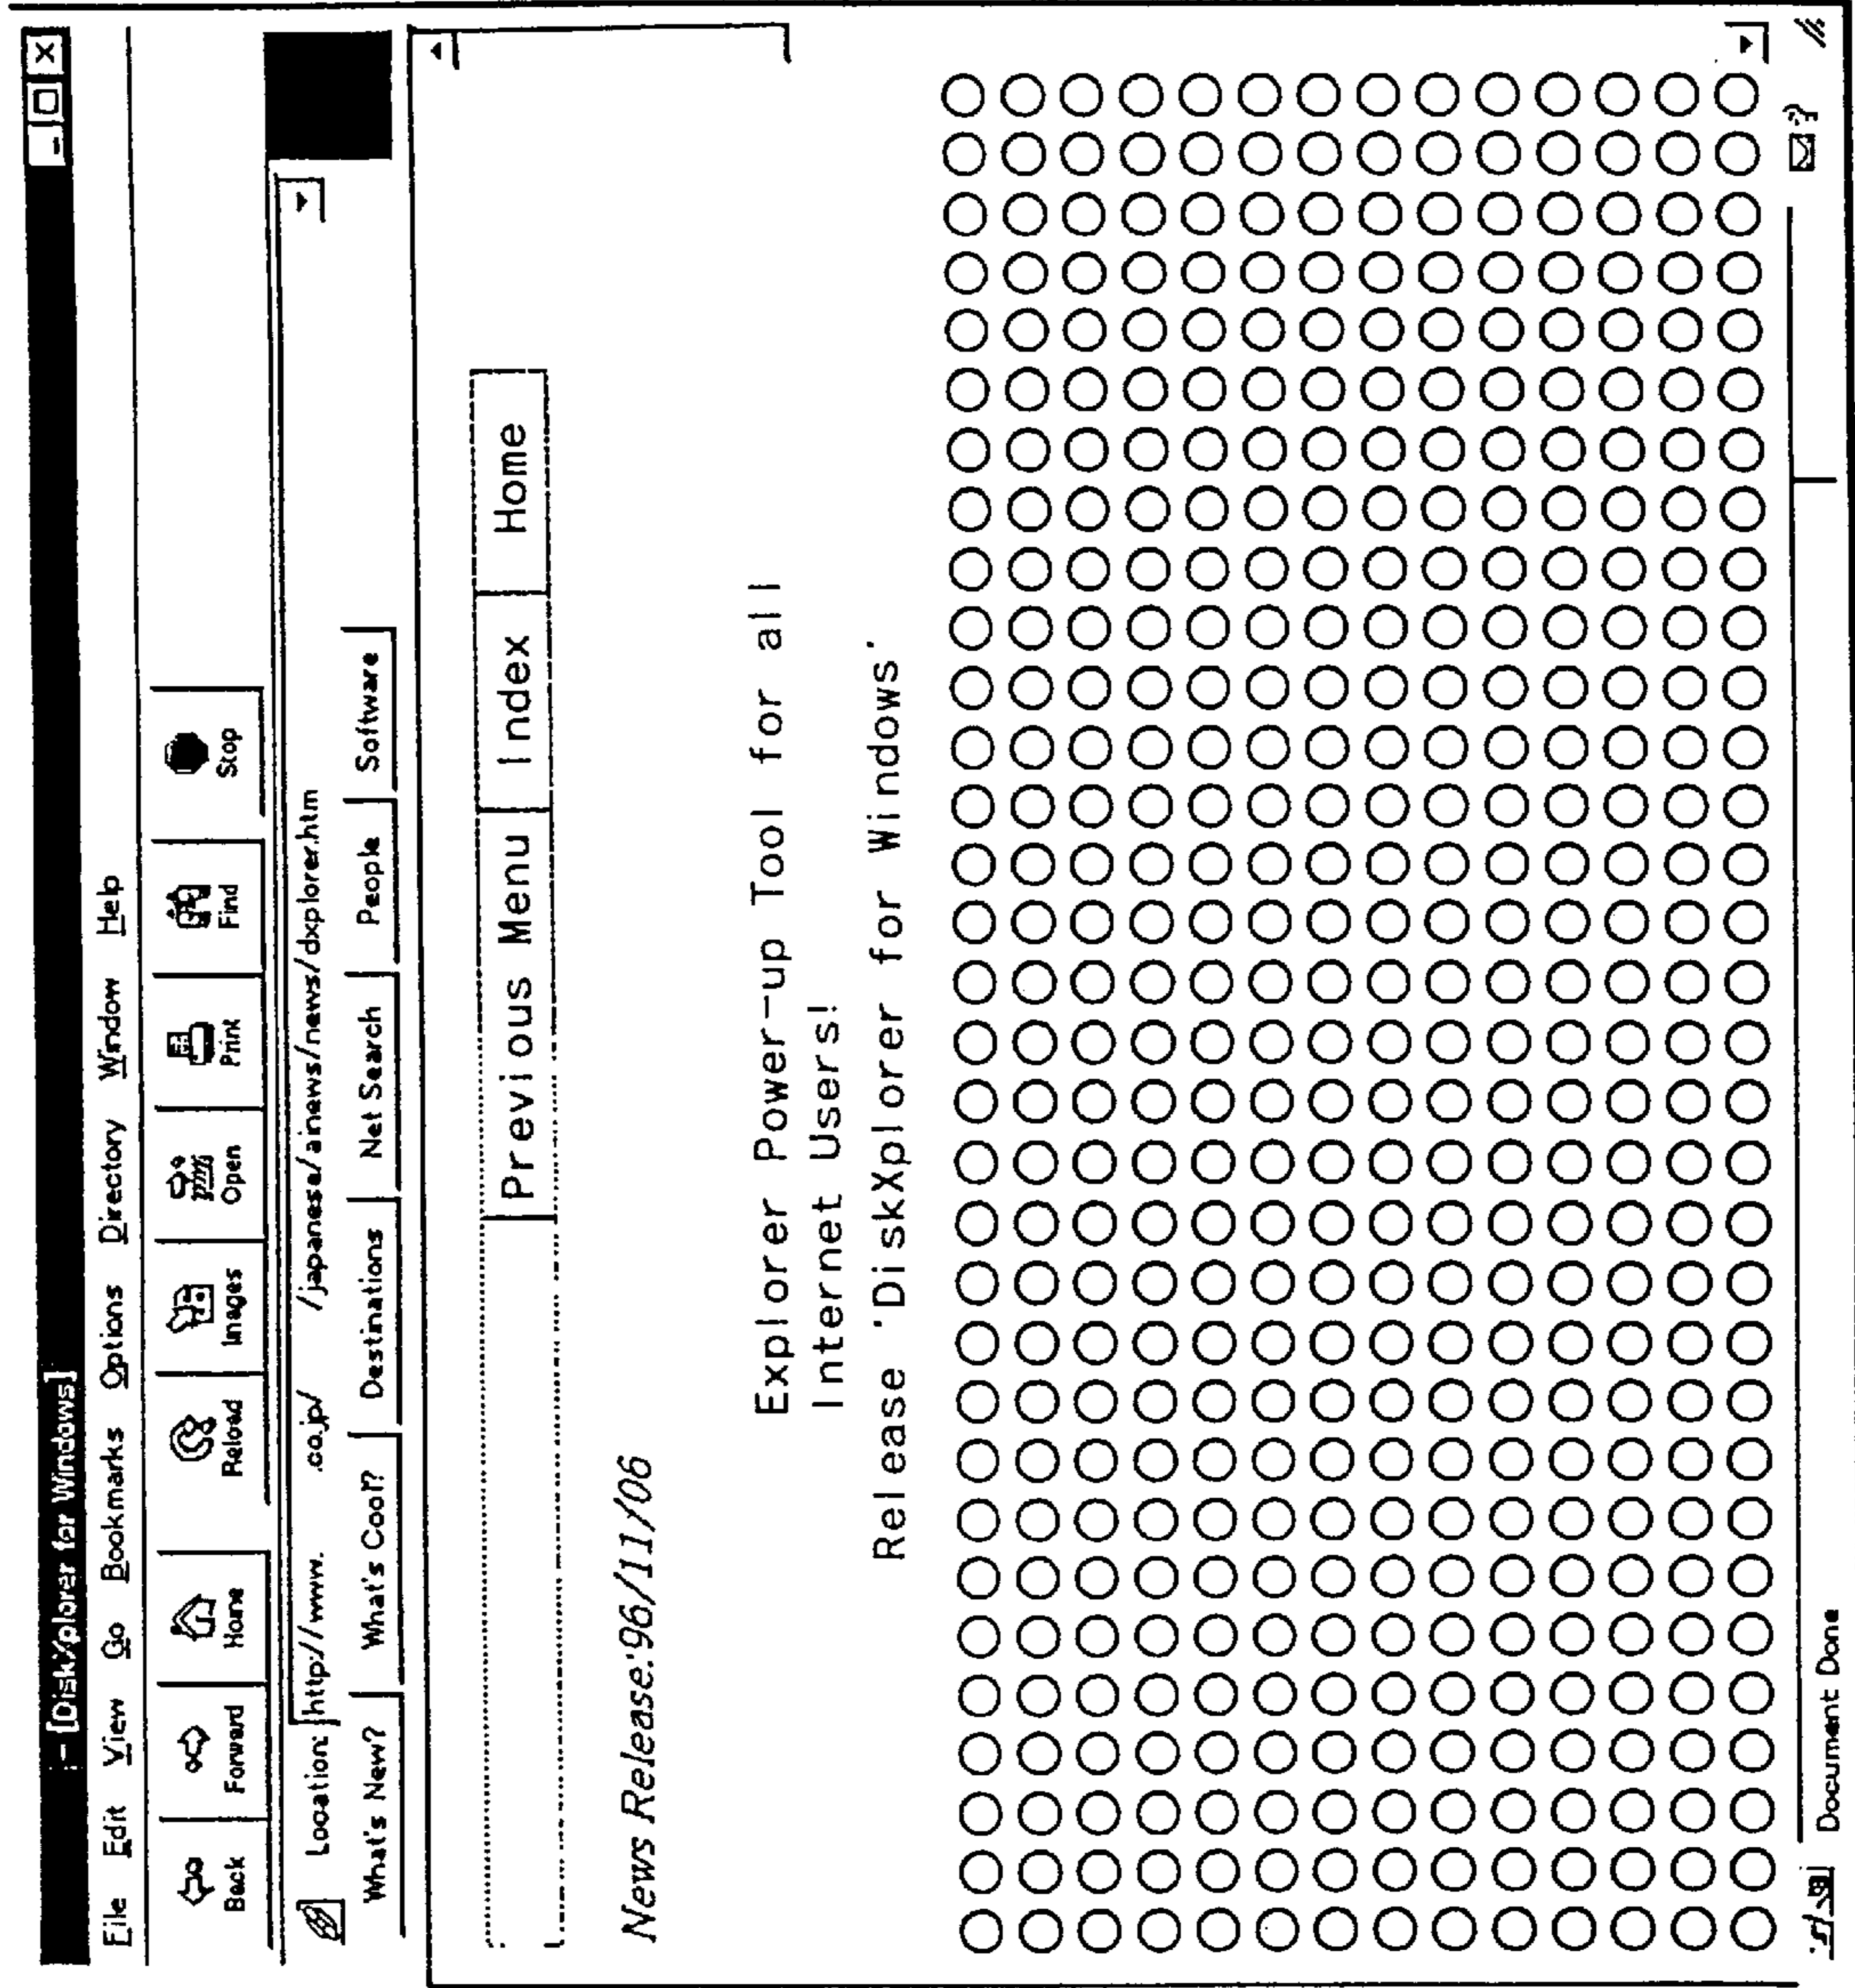 [DiskXplorer for Windows]
File Edit View Go Bookmarks Options Directory Window Help
Back Forward Home Reload Images Open Print Find Stop
Location: http://www. .co.jp/ /japanese/ainews/news/dxplorer.htm
What's New? What's Cool? Destinations Net Search People Software
Previous Menu Index Home
News Release:'96/11/06
Explorer Power-up Tool for all
Internet Users!
Release 'DiskXplorer for Windows'
Document Done